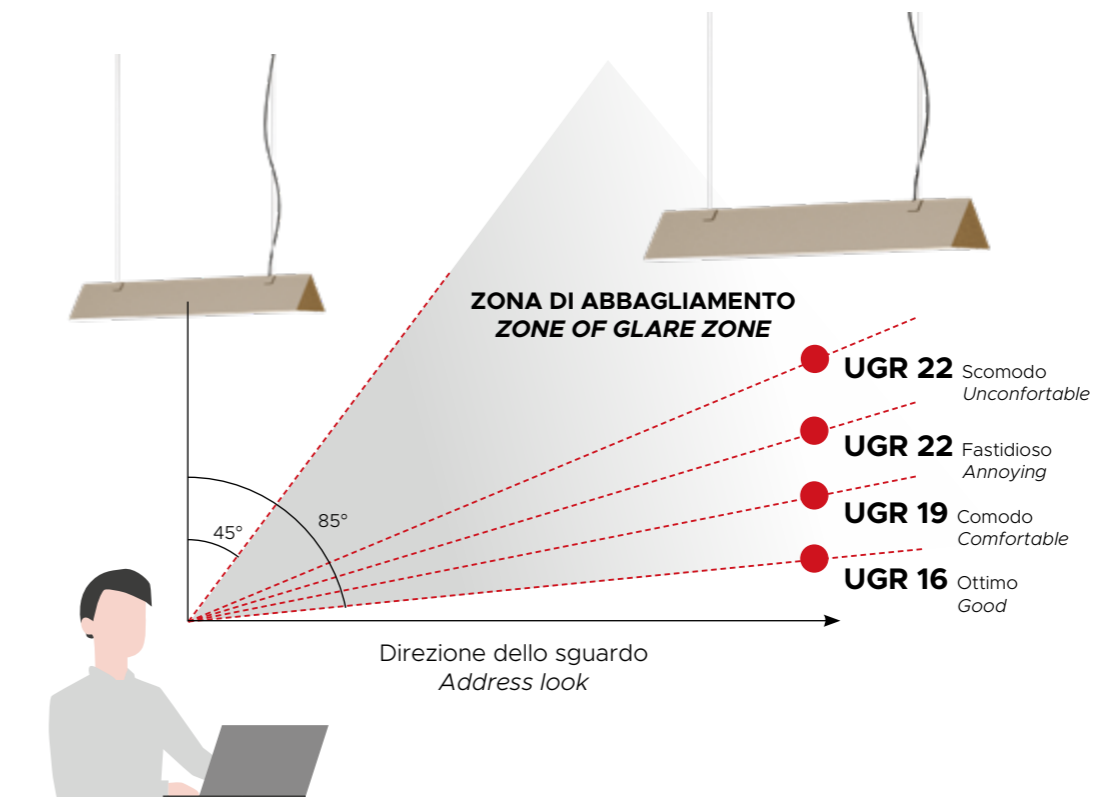 ZONA DI ABBAGLIAMENTO
ZONE OF GLARE ZONE
UGR 22 Scomodo
Unconfortable
UGR 22 Fastidioso
Annoying
UGR 19 Comodo
Comfortable
UGR 16 Ottimo
Good
45°
85°
Direzione dello sguardo
Address look